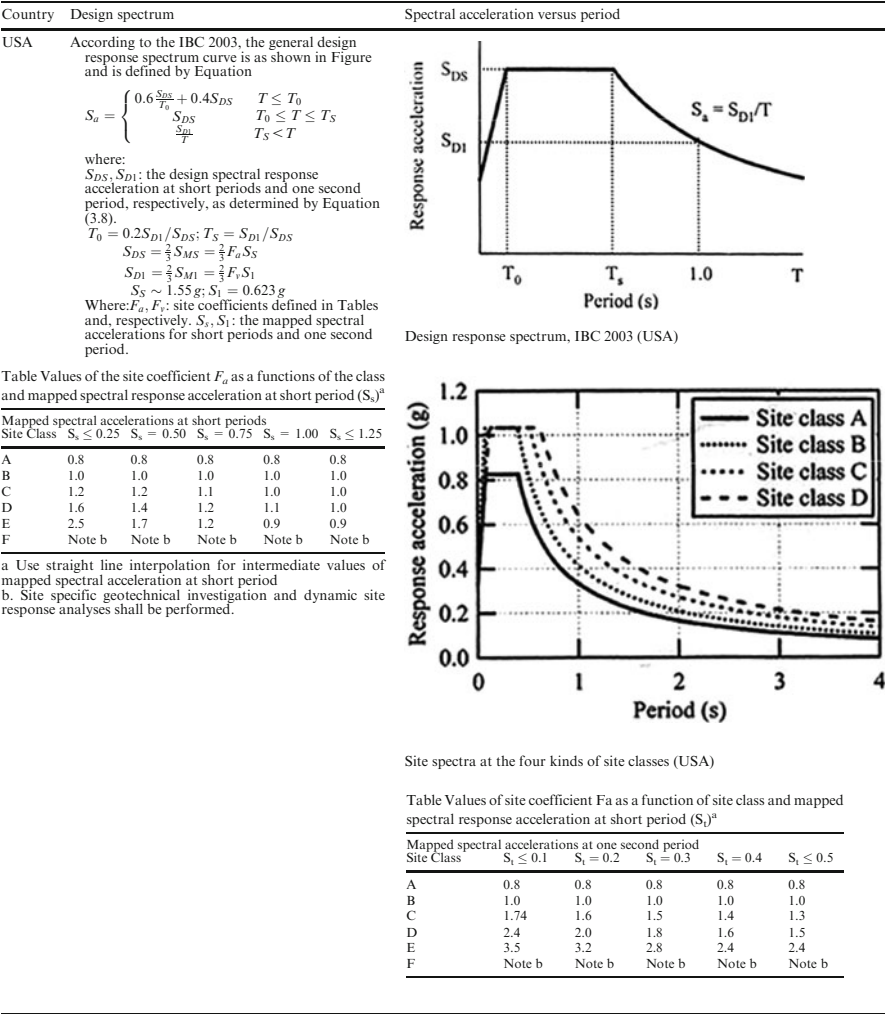 Country Design spectrum Spectral acceleration versus period
USA According to the IBC 2003, the general design
response spectrum curve is as shown in Figure
and is defined by Equation
S_a = { 0.6 S_DS/T_0 + 0.4S_DS T ≤ T_0
S_DS T_0 ≤ T ≤ T_S
S_D1/T T_S < T
where:
S_DS, S_D1: the design spectral response
acceleration at short periods and one second
period, respectively, as determined by Equation
(3.8).
T_0 = 0.2S_D1/S_DS; T_S = S_D1/S_DS
S_DS = 2/3 S_MS = 2/3 F_a S_S
S_D1 = 2/3 S_M1 = 2/3 F_v S_1
S_S ∼ 1.55 g; S_1 = 0.623 g
Where:F_a, F_v: site coefficients defined in Tables
and, respectively. S_s, S_1: the mapped spectral
accelerations for short periods and one second
period.
Table Values of the site coefficient F_a as a functions of the class
and mapped spectral response acceleration at short period (S_s)^a
Mapped spectral accelerations at short periods
Site Class S_s ≤ 0.25 S_s = 0.50 S_s = 0.75 S_s = 1.00 S_s ≤ 1.25
A 0.8 0.8 0.8 0.8 0.8
B 1.0 1.0 1.0 1.0 1.0
C 1.2 1.2 1.1 1.0 1.0
D 1.6 1.4 1.2 1.1 1.0
E 2.5 1.7 1.2 0.9 0.9
F Note b Note b Note b Note b Note b
a Use straight line interpolation for intermediate values of
mapped spectral acceleration at short period
b. Site specific geotechnical investigation and dynamic site
response analyses shall be performed.
Response acceleration
S_DS
S_D1
S_a = S_D1/T
T_0 T_s 1.0 T
Period (s)
Design response spectrum, IBC 2003 (USA)
Response acceleration (g)
1.2
1.0
0.8
0.6
0.4
0.2
0.0
Site class A
Site class B
Site class C
Site class D
0 1 2 3 4
Period (s)
Site spectra at the four kinds of site classes (USA)
Table Values of site coefficient Fa as a function of site class and mapped
spectral response acceleration at short period (S_t)^a
Mapped spectral accelerations at one second period
Site Class S_t ≤ 0.1 S_t = 0.2 S_t = 0.3 S_t = 0.4 S_t ≤ 0.5
A 0.8 0.8 0.8 0.8 0.8
B 1.0 1.0 1.0 1.0 1.0
C 1.74 1.6 1.5 1.4 1.3
D 2.4 2.0 1.8 1.6 1.5
E 3.5 3.2 2.8 2.4 2.4
F Note b Note b Note b Note b Note b